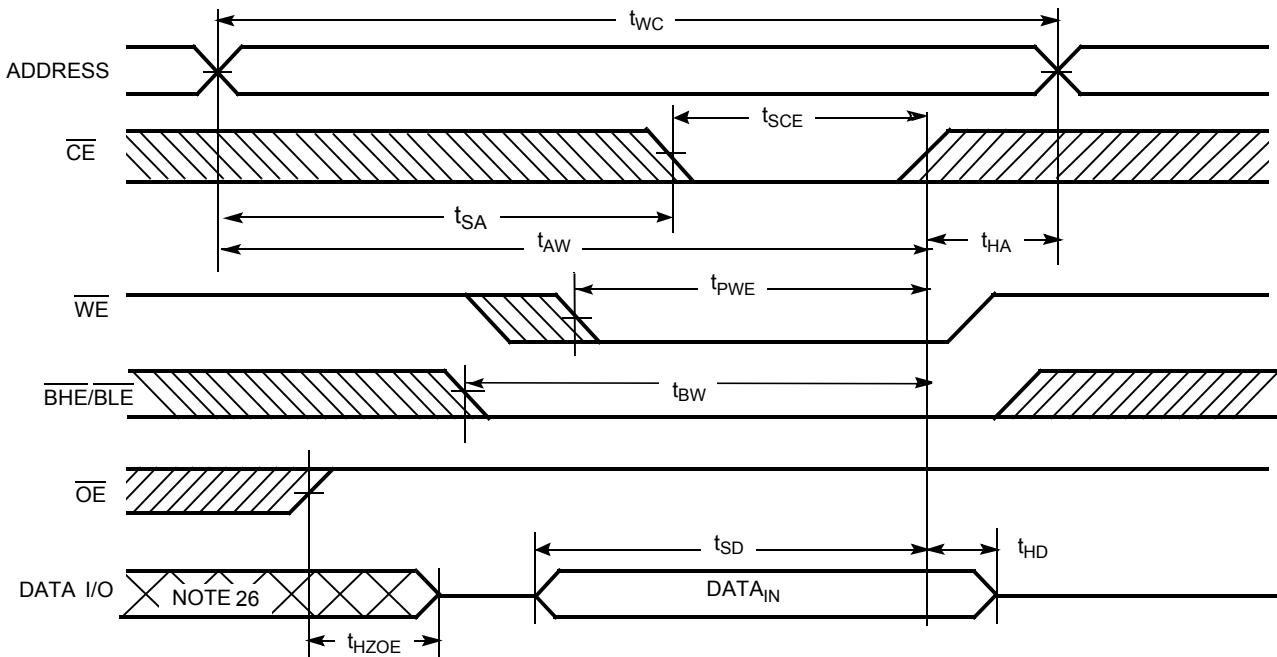 tWC
ADDRESS
CE
tSCE
tSA
tAW
tHA
WE
tPWE
BHE/BLE
tBW
OE
tSD
tHD
DATA I/O
NOTE 26
DATAIN
tHZOE